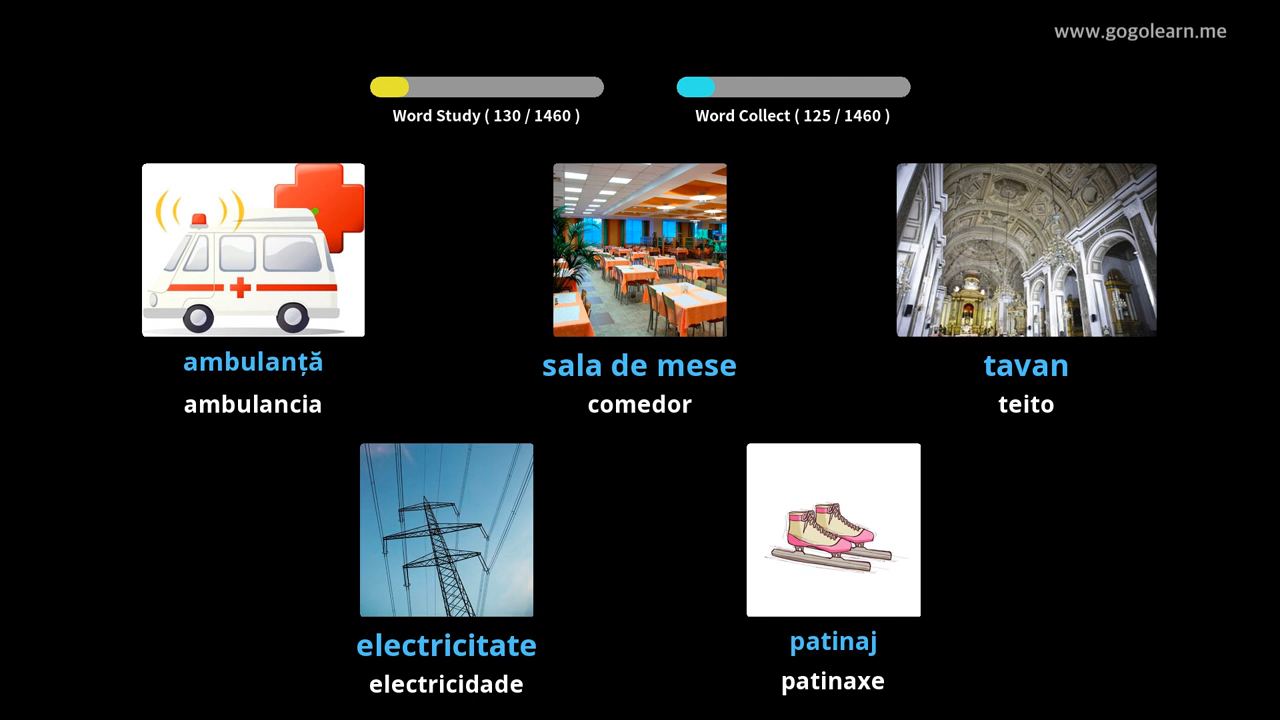 www.gogolearn.me
Word Study ( 130 / 1460 )
Word Collect ( 125 / 1460 )
ambulanță
ambulancia
sala de mese
comedor
tavan
teito
electricitate
electricidade
patinaj
patinaxe